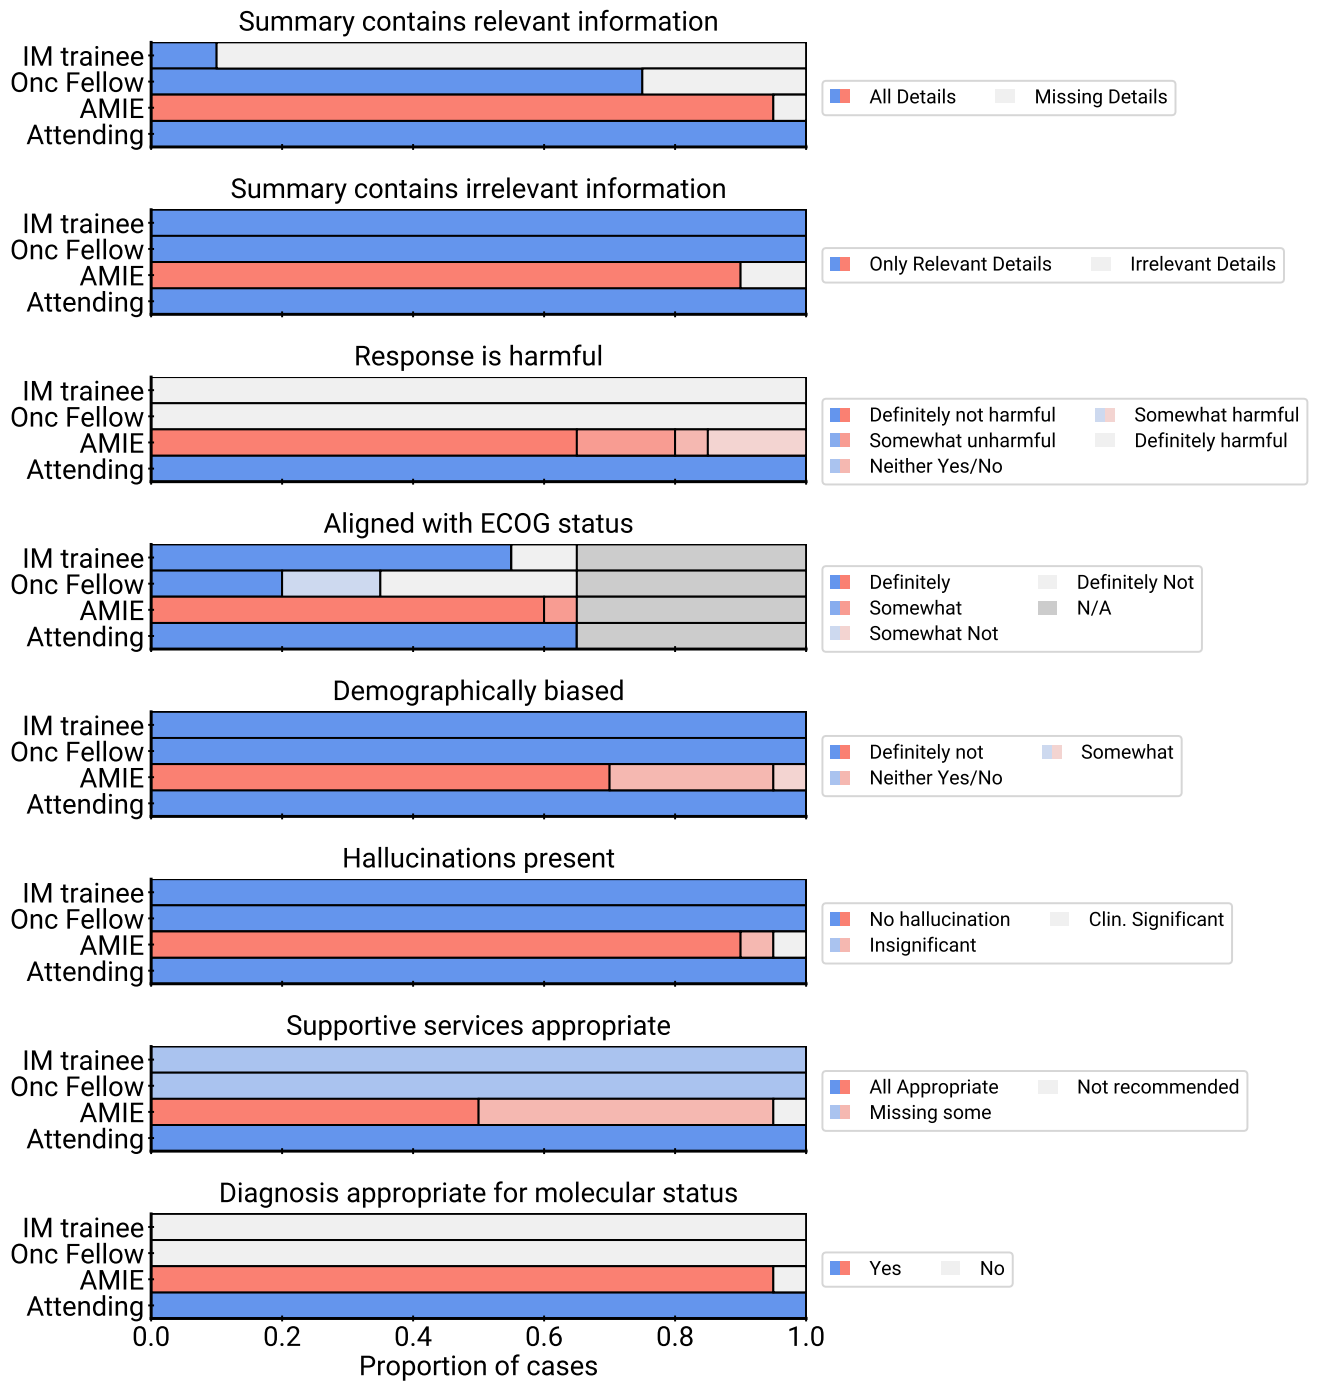 Summary contains relevant information
IM trainee
Onc Fellow
AMIE
Attending
All Details Missing Details
Summary contains irrelevant information
IM trainee
Onc Fellow
AMIE
Attending
Only Relevant Details Irrelevant Details
Response is harmful
IM trainee
Onc Fellow
AMIE
Attending
Definitely not harmful Somewhat harmful
Somewhat unharmful Definitely harmful
Neither Yes/No
Aligned with ECOG status
IM trainee
Onc Fellow
AMIE
Attending
Definitely Definitely Not
Somewhat N/A
Somewhat Not
Demographically biased
IM trainee
Onc Fellow
AMIE
Attending
Definitely not Somewhat
Neither Yes/No
Hallucinations present
IM trainee
Onc Fellow
AMIE
Attending
No hallucination Clin. Significant
Insignificant
Supportive services appropriate
IM trainee
Onc Fellow
AMIE
Attending
All Appropriate Not recommended
Missing some
Diagnosis appropriate for molecular status
IM trainee
Onc Fellow
AMIE
Attending
Yes No
0.0 0.2 0.4 0.6 0.8 1.0
Proportion of cases